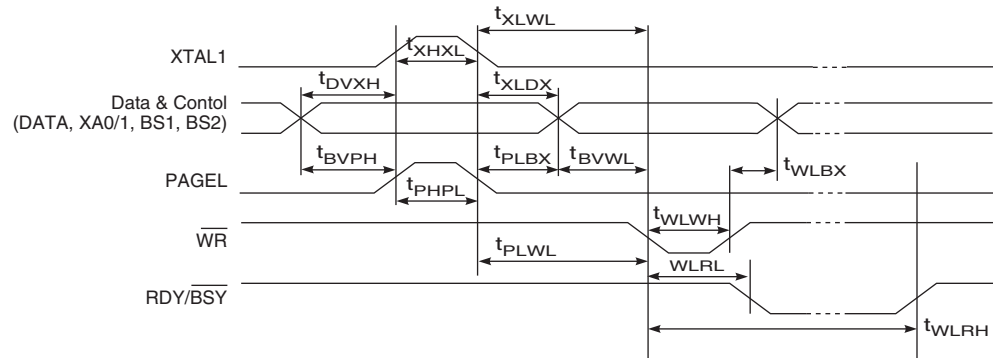 tXLWL
XTAL1
tXHXL
tDVXH
tXLDX
Data & Contol
(DATA, XA0/1, BS1, BS2)
tBVPH
tPLBX
tBVWL
tWLBX
PAGEL
tPHPL
tWLWH
WR
tPLWL
WLRL
RDY/BSY
tWLRH